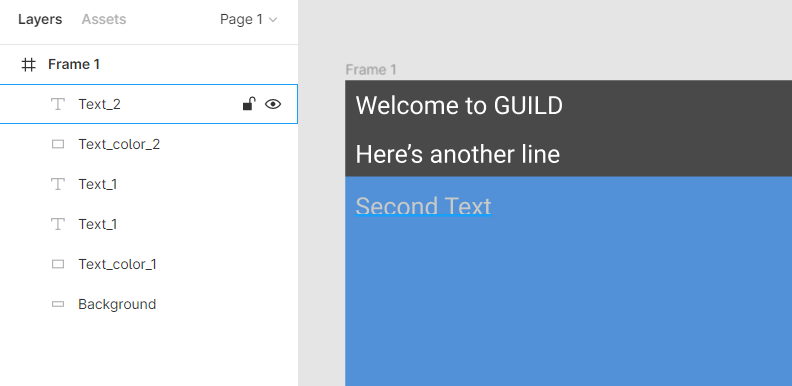 Layers Assets Page 1
Frame 1
Text_2
Text_color_2
Text_1
Text_1
Text_color_1
Background
Frame 1
Welcome to GUILD
Here’s another line
Second Text